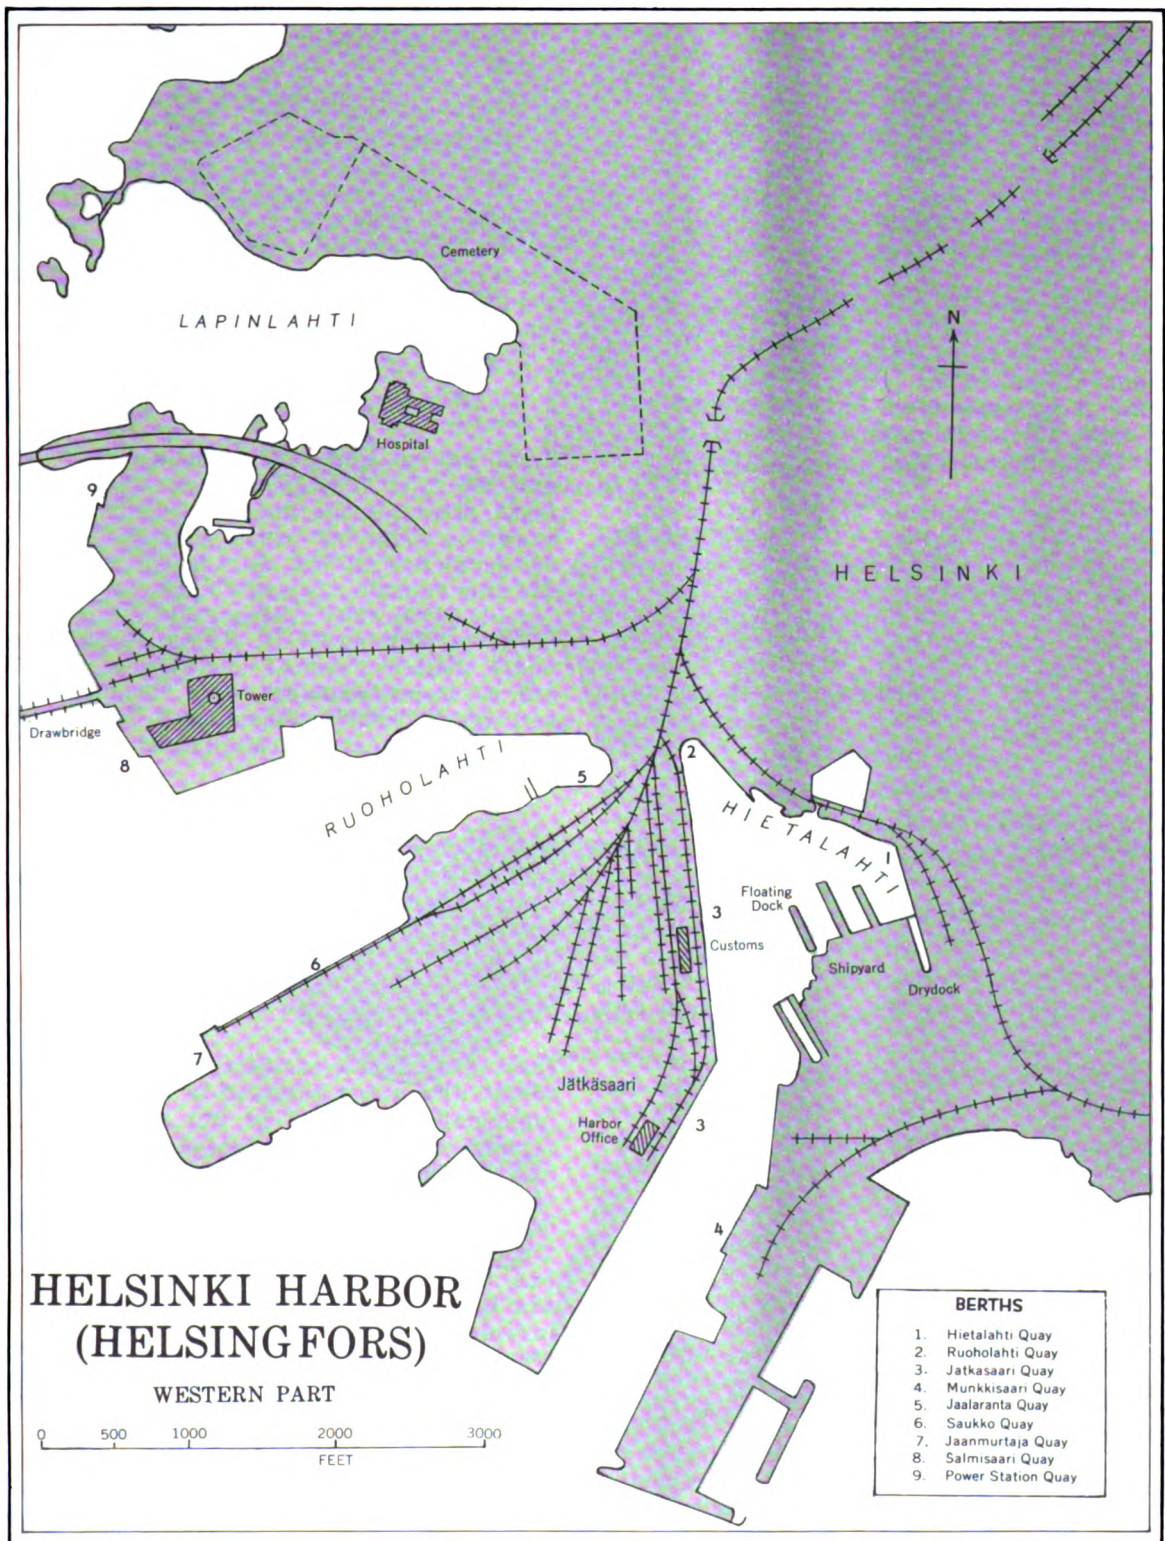 Cemetery
LAPINLAHTI
N
Hospital
9
HELSINKI
Tower
Drawbridge
8
RUOHOLAHTI
5
2
HIETALAHTI
1
Floating
Dock
3
Customs
Shipyard
Drydock
6
7
Jätkäsaari
Harbor
Office
3
4
HELSINKI HARBOR
(HELSINGFORS)
WESTERN PART
0 500 1000 2000 3000
FEET
BERTHS
1. Hietalahti Quay
2. Ruoholahti Quay
3. Jatkasaari Quay
4. Munkkisaari Quay
5. Jaalaranta Quay
6. Saukko Quay
7. Jaanmurtaja Quay
8. Salmisaari Quay
9. Power Station Quay